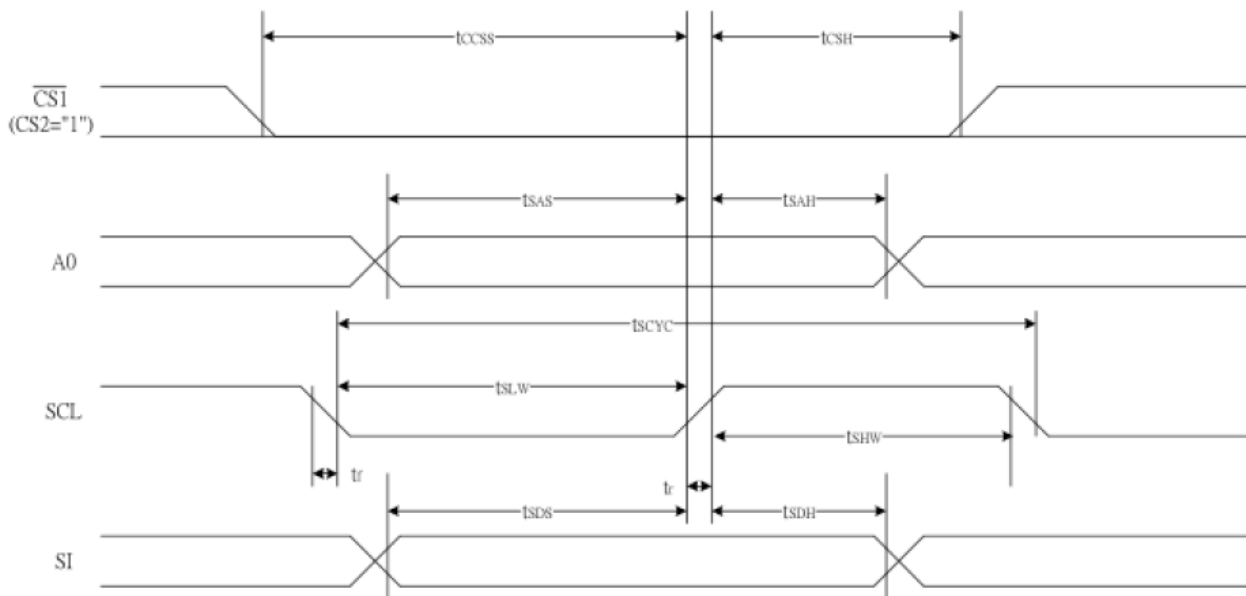 tCCSS
tCSH
CS1
(CS2="1")
tSAS
tSAH
A0
tSCYC
tSLW
SCL
tSHW
tf
tr
tSDS
tSDH
SI